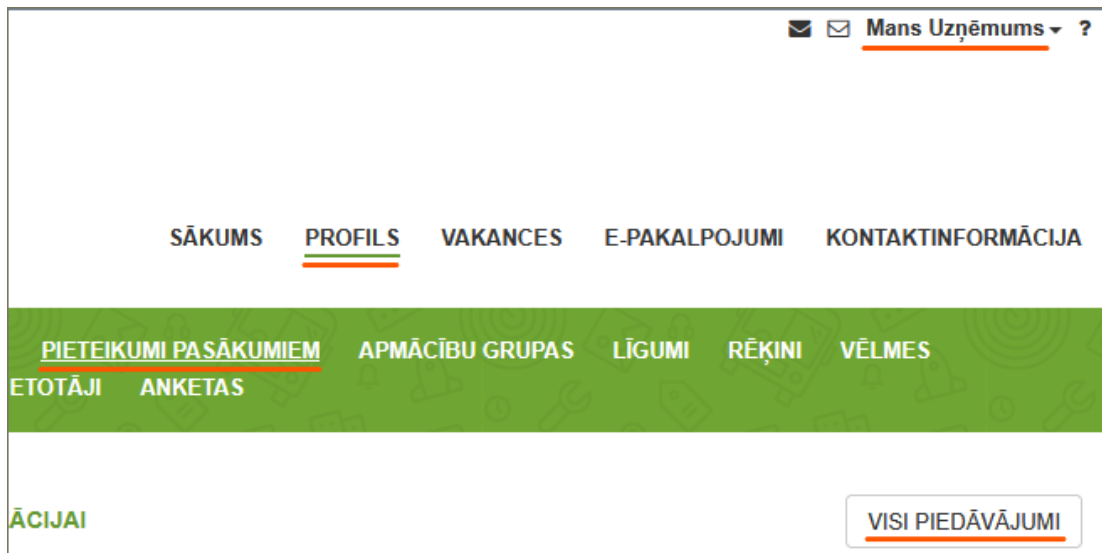 Mans Uzņēmums ?
SĀKUMS PROFILS VAKANCES E-PAKALPOJUMI KONTAKTINFORMĀCIJA
PIETEIKUMI PASĀKUMIEM APMĀCĪBU GRUPAS LĪGUMI RĒĶINI VĒLMES
ETOTĀJI ANKETAS
ĀCIJAI VISI PIEDĀVĀJUMI